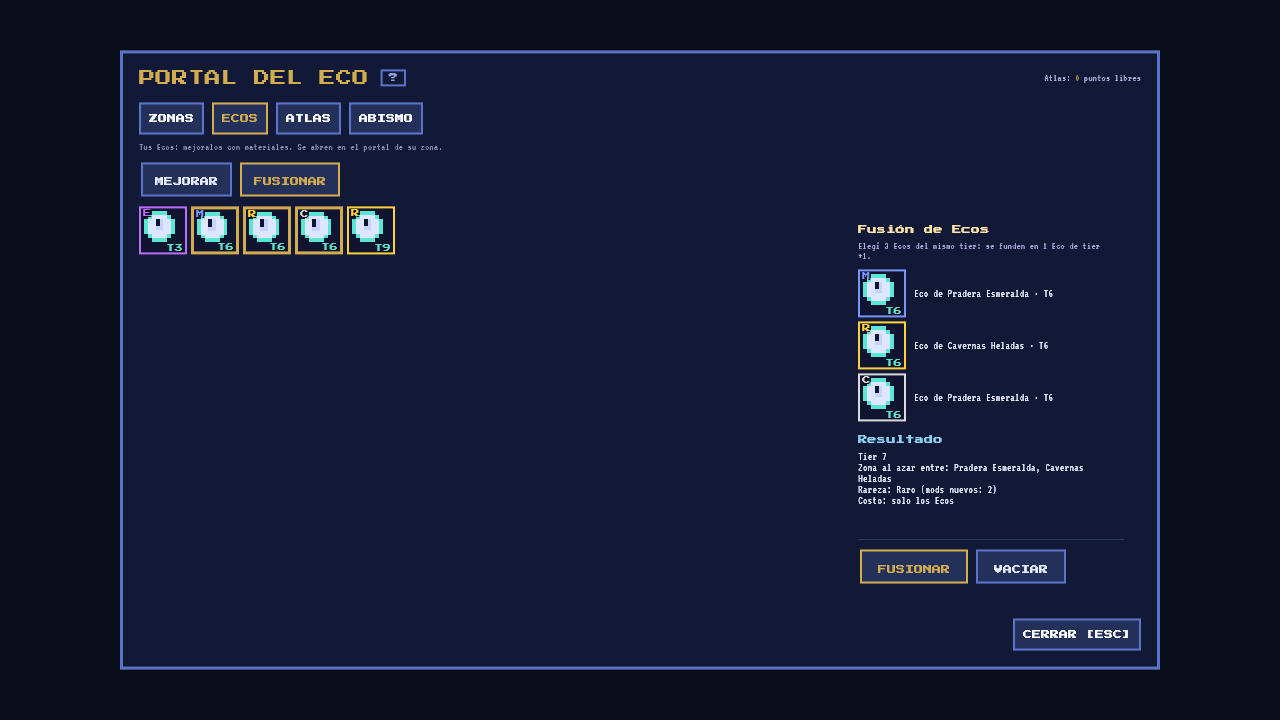 PORTAL DEL ECO ?
Atlas: 0 puntos libres
ZONAS ECOS ATLAS ABISMO
Tus Ecos: mejoralos con materiales. Se abren en el portal de su zona.
MEJORAR FUSIONAR
E T3 M T6 R T6 C T6 R T9
Fusión de Ecos
Elegí 3 Ecos del mismo tier: se funden en 1 Eco de tier
+1.
M T6 Eco de Pradera Esmeralda · T6
R T6 Eco de Cavernas Heladas · T6
C T6 Eco de Pradera Esmeralda · T6
Resultado
Tier 7
Zona al azar entre: Pradera Esmeralda, Cavernas
Heladas
Rareza: Raro (mods nuevos: 2)
Costo: solo los Ecos
FUSIONAR VACIAR
CERRAR [ESC]